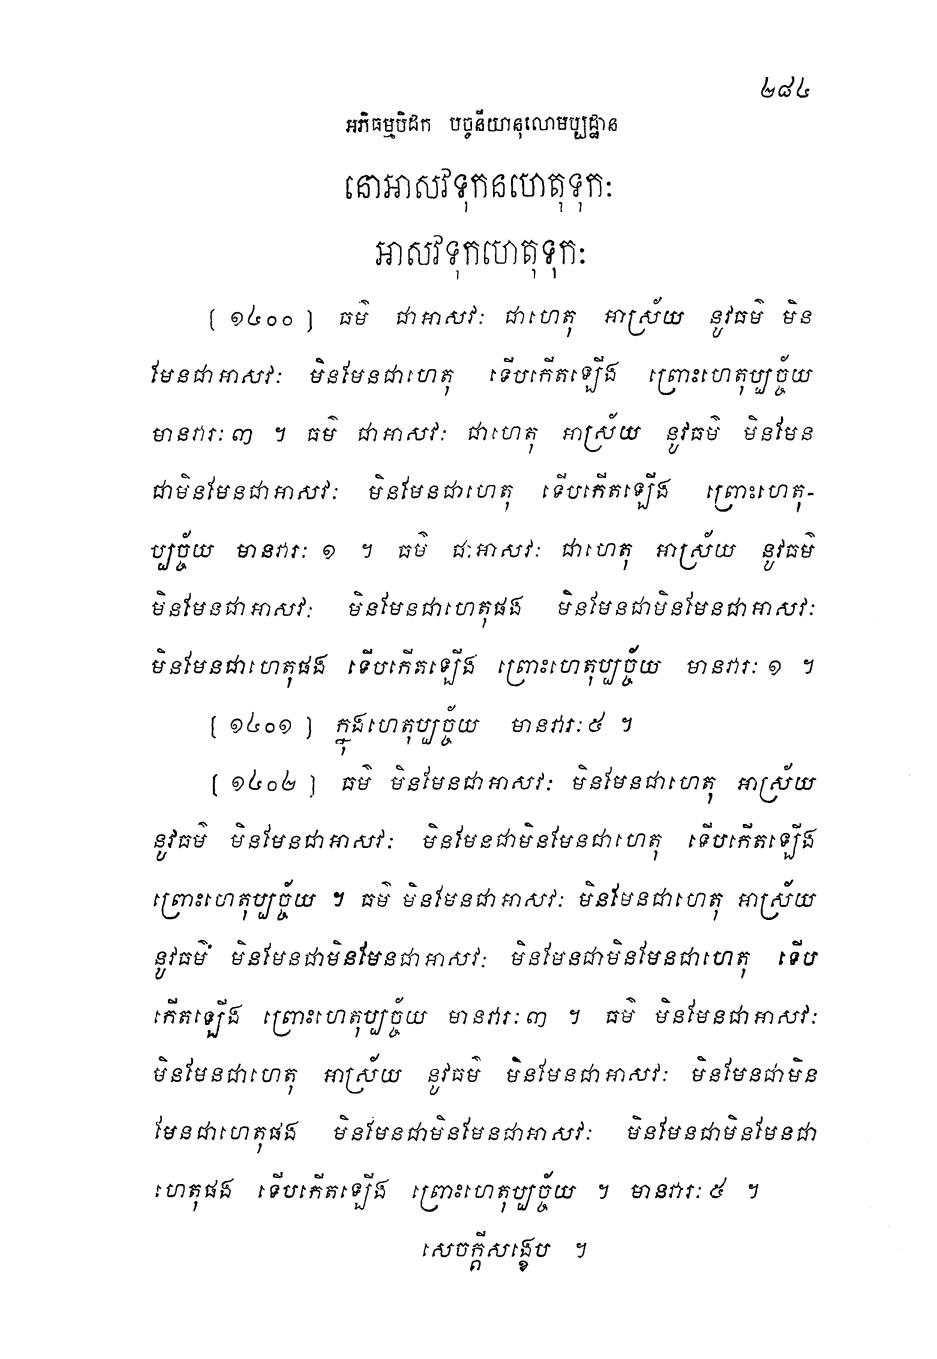 ២៨៤
អភិធម្មបិដក បច្ចនីយានុលោមប្បដ្ឋាន
នោអាសវទុកនហេតុទុកៈ
អាសវទុកហេតុទុកៈ
[ ១៤០០ ] ធម៌ ជាអាសវៈ ជាហេតុ អាស្រ័យ នូវធម៌ មិន
មែនជាអាសវៈ មិនមែនជាហេតុ ទើបកើតឡើង ព្រោះហេតុប្បច្ច័យ
មានវារៈ ៣ ។ ធម៌ ជាអាសវៈ ជាហេតុ អាស្រ័យ នូវធម៌ មិនមែន
ជាមិនមែនជាអាសវៈ មិនមែនជាហេតុ ទើបកើតឡើង ព្រោះហេតុ-
ប្បច្ច័យ មានវារៈ ១ ។ ធម៌ ជាអាសវៈ ជាហេតុ អាស្រ័យ នូវធម៌
មិនមែនជាអាសវៈ មិនមែនជាហេតុផង មិនមែនជាមិនមែនជាអាសវៈ
មិនមែនជាហេតុផង ទើបកើតឡើង ព្រោះហេតុប្បច្ច័យ មានវារៈ ១ ។
[ ១៤០១ ] ក្នុងហេតុប្បច្ច័យ មានវារៈ ៥ ។
[ ១៤០២ ] ធម៌ មិនមែនជាអាសវៈ មិនមែនជាហេតុ អាស្រ័យ
នូវធម៌ មិនមែនជាអាសវៈ មិនមែនជាមិនមែនជាហេតុ ទើបកើតឡើង
ព្រោះហេតុប្បច្ច័យ ។ ធម៌ មិនមែនជាអាសវៈ មិនមែនជាហេតុ អាស្រ័យ
នូវធម៌ មិនមែនជាមិនមែនជាអាសវៈ មិនមែនជាមិនមែនជាហេតុ ទើប
កើតឡើង ព្រោះហេតុប្បច្ច័យ មានវារៈ ៣ ។ ធម៌ មិនមែនជាអាសវៈ
មិនមែនជាហេតុ អាស្រ័យ នូវធម៌ មិនមែនជាអាសវៈ មិនមែនជាមិន
មែនជាហេតុផង មិនមែនជាមិនមែនជាអាសវៈ មិនមែនជាមិនមែនជា
ហេតុផង ទើបកើតឡើង ព្រោះហេតុប្បច្ច័យ ។ មានវារៈ ៥ ។
សេចក្តីសង្ខេប ។